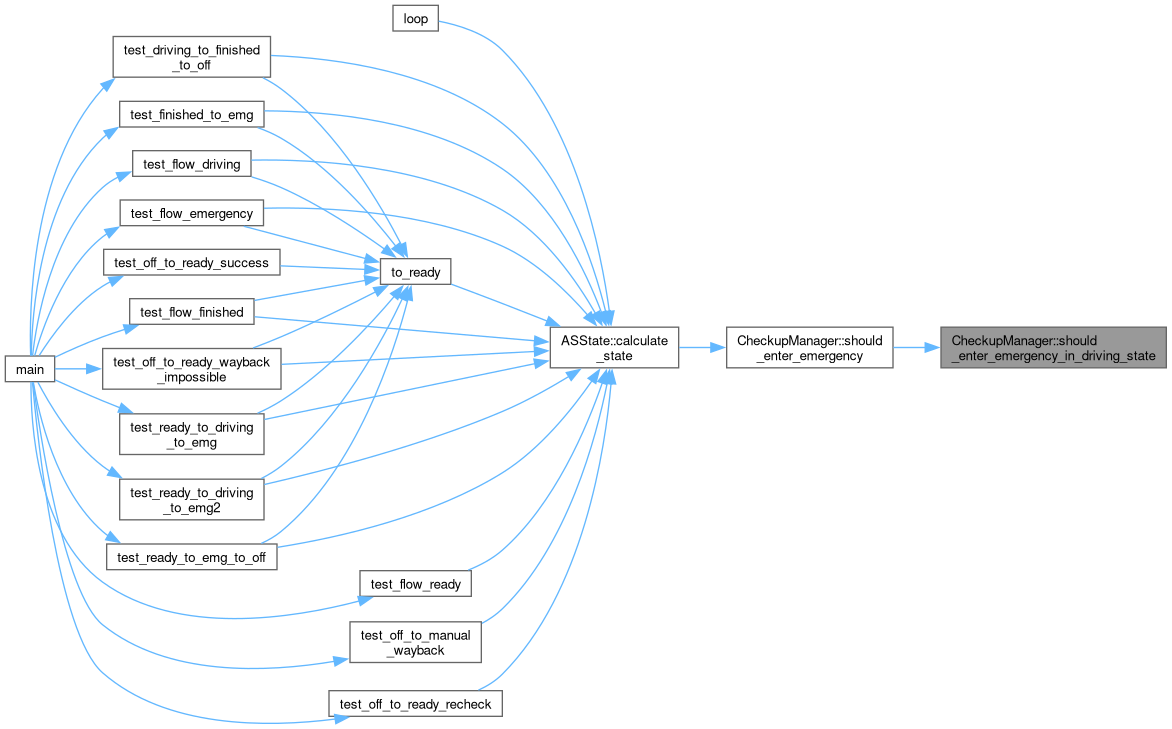 loop
test_driving_to_finished
_to_off
test_finished_to_emg
test_flow_driving
test_flow_emergency
test_off_to_ready_success
to_ready
test_flow_finished
ASState::calculate
_state
CheckupManager::should
_enter_emergency
CheckupManager::should
_enter_emergency_in_driving_state
main
test_off_to_ready_wayback
_impossible
test_ready_to_driving
_to_emg
test_ready_to_driving
_to_emg2
test_ready_to_emg_to_off
test_flow_ready
test_off_to_manual
_wayback
test_off_to_ready_recheck